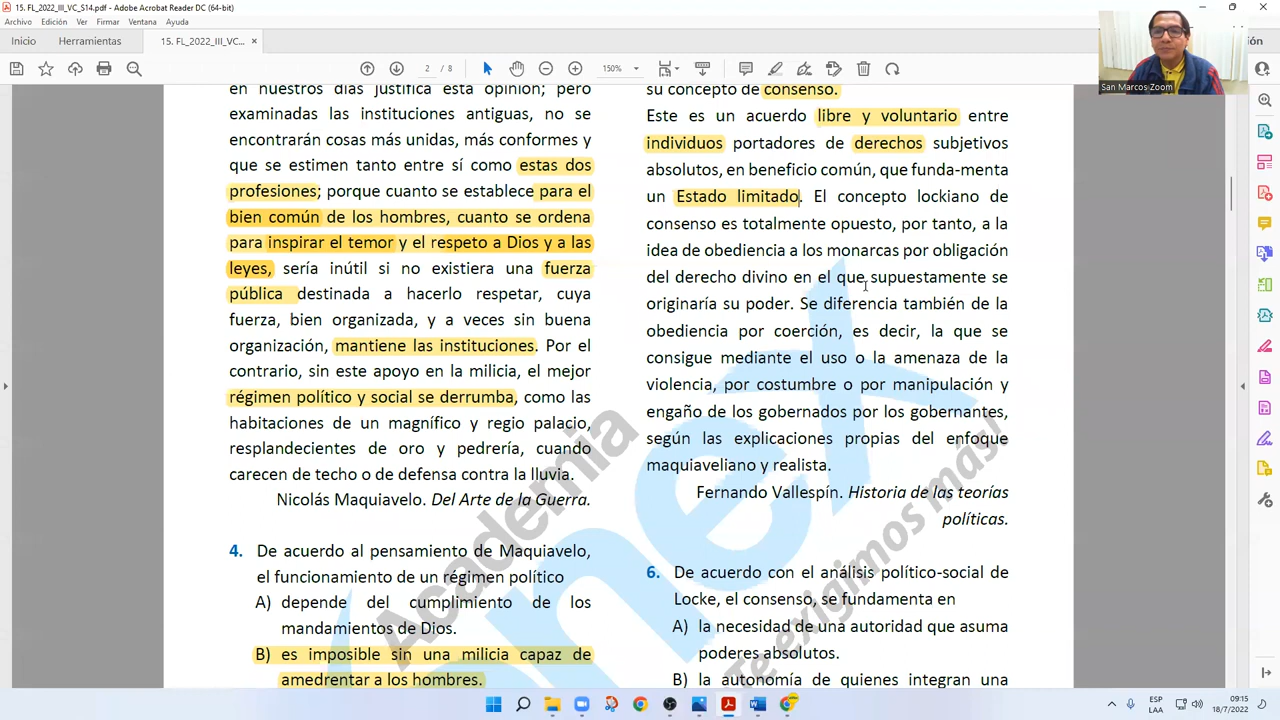 15. FL_2022_III_VC_S14.pdf - Adobe Acrobat Reader DC (64-bit)
Archivo Edición Ver Firmar Ventana Ayuda
Inicio Herramientas 15. FL_2022_III_VC_S... ×
2 / 8 150%
San Marcos Zoom
en nuestros días justifica esta opinión; pero
examinadas las instituciones antiguas, no se
encontrarán cosas más unidas, más conformes y
que se estimen tanto entre sí como estas dos
profesiones; porque cuanto se establece para el
bien común de los hombres, cuanto se ordena
para inspirar el temor y el respeto a Dios y a las
leyes, sería inútil si no existiera una fuerza
pública destinada a hacerlo respetar, cuya
fuerza, bien organizada, y a veces sin buena
organización, mantiene las instituciones. Por el
contrario, sin este apoyo en la milicia, el mejor
régimen político y social se derrumba, como las
habitaciones de un magnífico y regio palacio,
resplandecientes de oro y pedrería, cuando
carecen de techo o de defensa contra la lluvia.
Nicolás Maquiavelo. Del Arte de la Guerra.
4. De acuerdo al pensamiento de Maquiavelo,
el funcionamiento de un régimen político
A) depende del cumplimiento de los
mandamientos de Dios.
B) es imposible sin una milicia capaz de
amedrentar a los hombres.
su concepto de consenso.
Este es un acuerdo libre y voluntario entre
individuos portadores de derechos subjetivos
absolutos, en beneficio común, que funda-menta
un Estado limitado. El concepto lockiano de
consenso es totalmente opuesto, por tanto, a la
idea de obediencia a los monarcas por obligación
del derecho divino en el que supuestamente se
originaría su poder. Se diferencia también de la
obediencia por coerción, es decir, la que se
consigue mediante el uso o la amenaza de la
violencia, por costumbre o por manipulación y
engaño de los gobernados por los gobernantes,
según las explicaciones propias del enfoque
maquiaveliano y realista.
Fernando Vallespín. Historia de las teorías
políticas.
6. De acuerdo con el análisis político-social de
Locke, el consenso, se fundamenta en
A) la necesidad de una autoridad que asuma
poderes absolutos.
B) la autonomía de quienes integran una
Academia
¡Te exigimos más!
ESP
LAA
09:15
18/7/2022